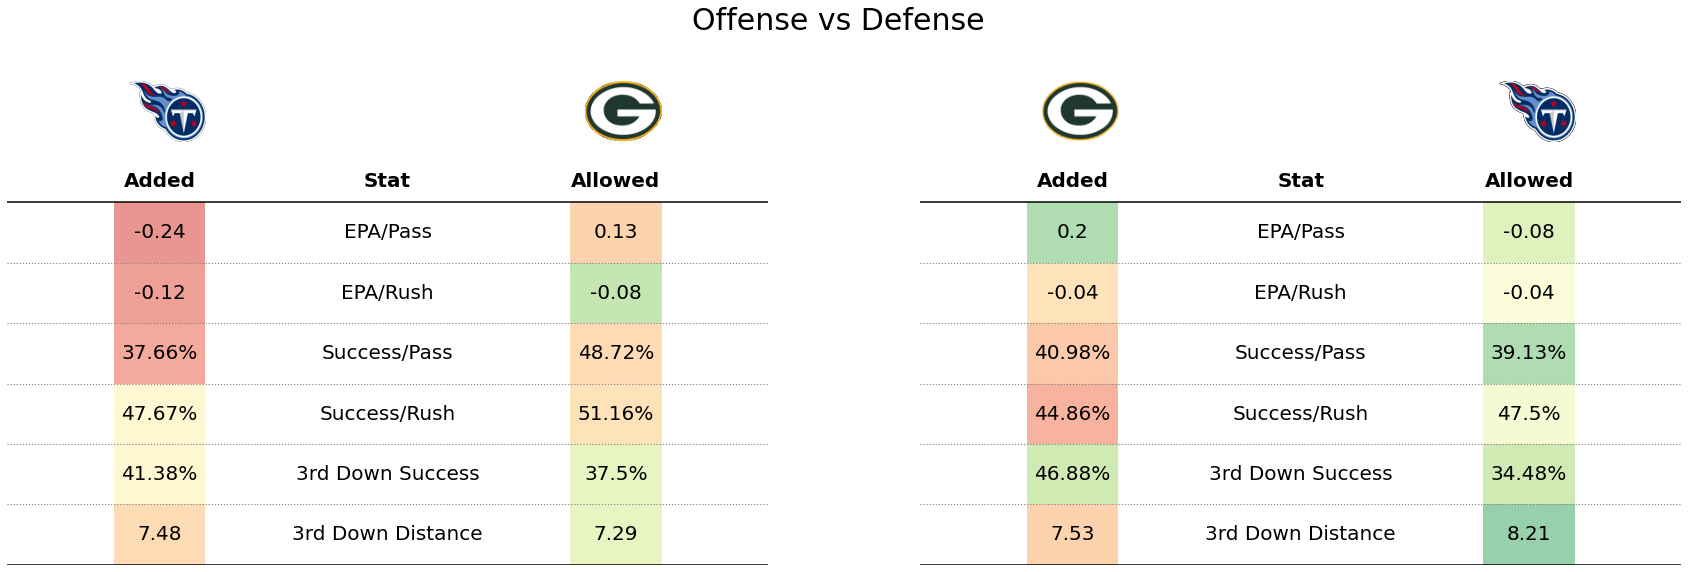 Offense vs Defense
T
G
G
T
Added Stat Allowed
-0.24 EPA/Pass 0.13
-0.12 EPA/Rush -0.08
37.66% Success/Pass 48.72%
47.67% Success/Rush 51.16%
41.38% 3rd Down Success 37.5%
7.48 3rd Down Distance 7.29
Added Stat Allowed
0.2 EPA/Pass -0.08
-0.04 EPA/Rush -0.04
40.98% Success/Pass 39.13%
44.86% Success/Rush 47.5%
46.88% 3rd Down Success 34.48%
7.53 3rd Down Distance 8.21